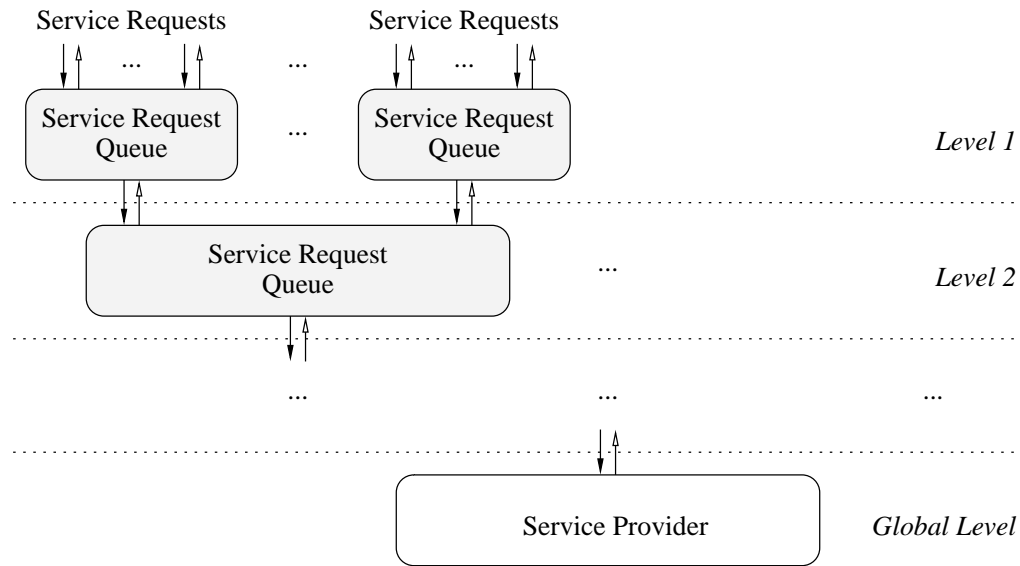 Service Requests
Service Requests
... ... ...
Service Request
Queue
...
Service Request
Queue
Level 1
Service Request
Queue
...
Level 2
... ... ...
Service Provider
Global Level